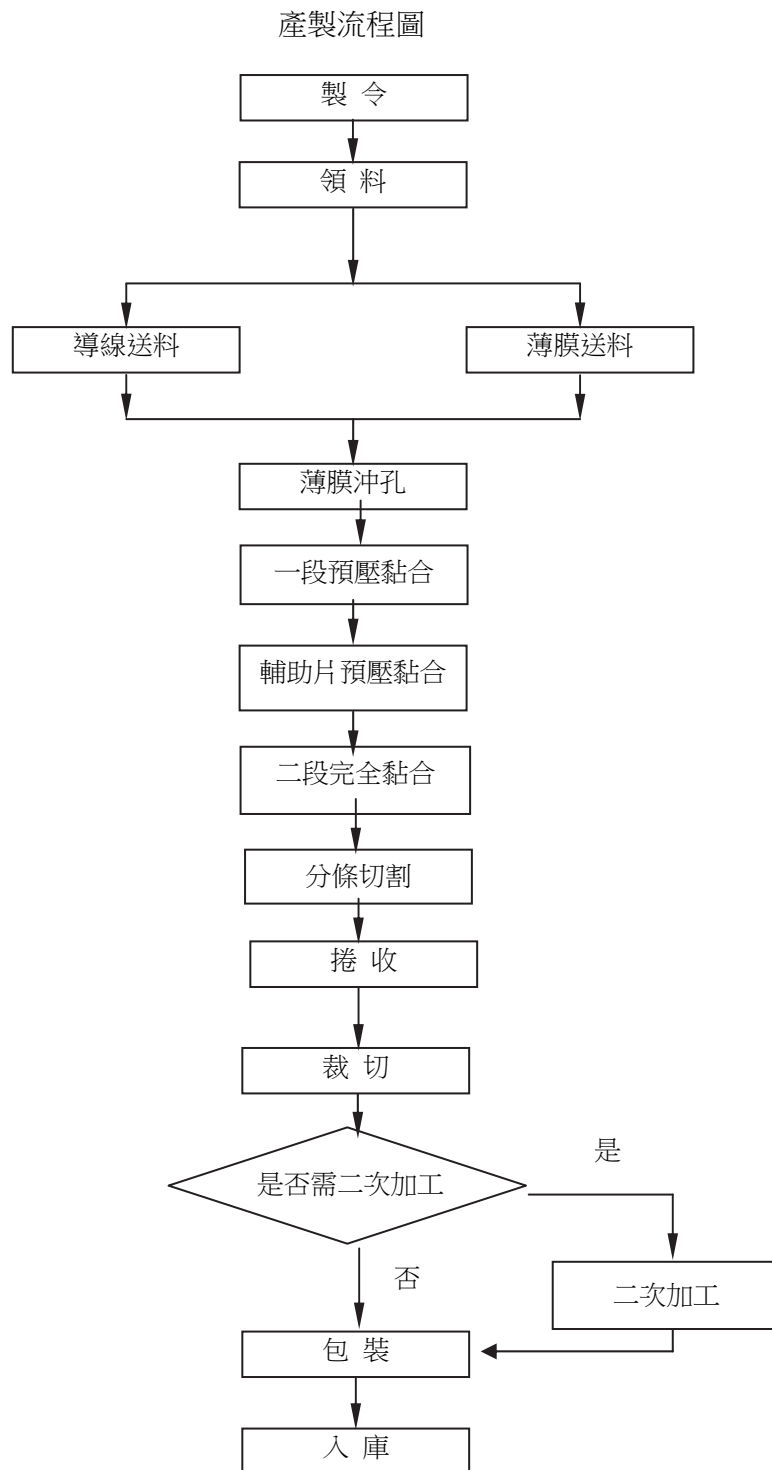 產製流程圖
製 令
領 料
導線送料
薄膜送料
薄膜沖孔
一段預壓黏合
輔助片預壓黏合
二段完全黏合
分條切割
捲 收
裁 切
是否需二次加工
是
否
二次加工
包 裝
入 庫